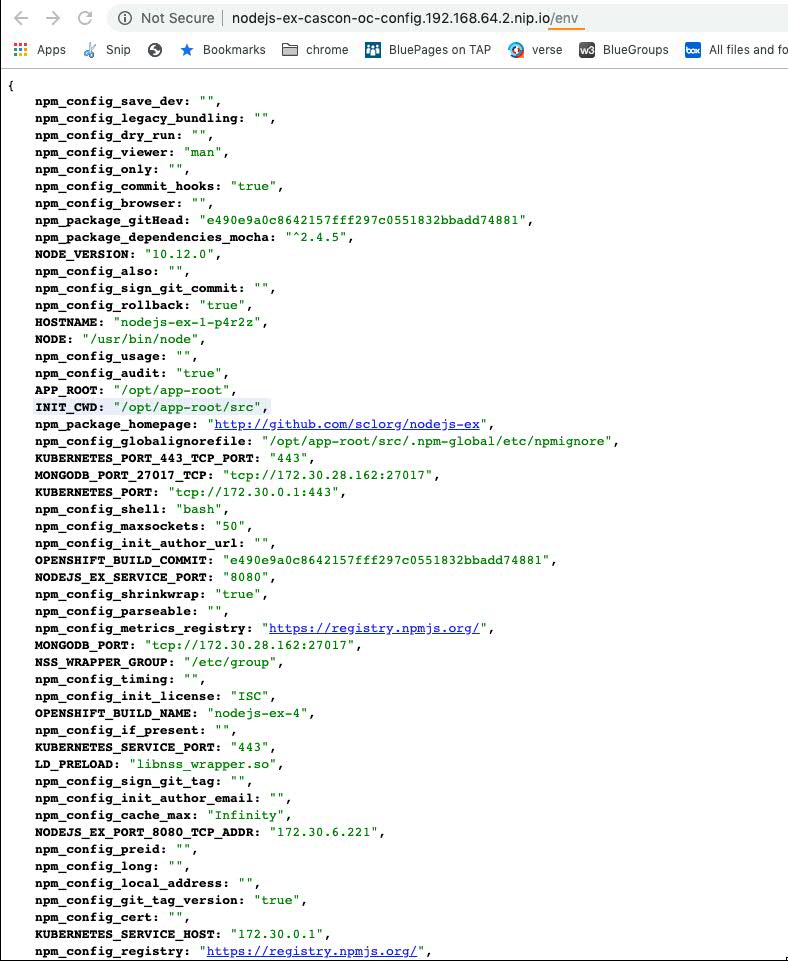 Not Secure | nodejs-ex-cascon-oc-config.192.168.64.2.nip.io/env
Apps Snip Bookmarks chrome BluePages on TAP verse w3 BlueGroups box All files and fo
{
npm_config_save_dev: "",
npm_config_legacy_bundling: "",
npm_config_dry_run: "",
npm_config_viewer: "man",
npm_config_only: "",
npm_config_commit_hooks: "true",
npm_config_browser: "",
npm_package_gitHead: "e490e9a0c8642157fff297c0551832bbadd74881",
npm_package_dependencies_mocha: "^2.4.5",
NODE_VERSION: "10.12.0",
npm_config_also: "",
npm_config_sign_git_commit: "",
npm_config_rollback: "true",
HOSTNAME: "nodejs-ex-1-p4r2z",
NODE: "/usr/bin/node",
npm_config_usage: "",
npm_config_audit: "true",
APP_ROOT: "/opt/app-root",
INIT_CWD: "/opt/app-root/src",
npm_package_homepage: "http://github.com/sclorg/nodejs-ex",
npm_config_globalignorefile: "/opt/app-root/src/.npm-global/etc/npmignore",
KUBERNETES_PORT_443_TCP_PORT: "443",
MONGODB_PORT_27017_TCP: "tcp://172.30.28.162:27017",
KUBERNETES_PORT: "tcp://172.30.0.1:443",
npm_config_shell: "bash",
npm_config_maxsockets: "50",
npm_config_init_author_url: "",
OPENSHIFT_BUILD_COMMIT: "e490e9a0c8642157fff297c0551832bbadd74881",
NODEJS_EX_SERVICE_PORT: "8080",
npm_config_shrinkwrap: "true",
npm_config_parseable: "",
npm_config_metrics_registry: "https://registry.npmjs.org/",
MONGODB_PORT: "tcp://172.30.28.162:27017",
NSS_WRAPPER_GROUP: "/etc/group",
npm_config_timing: "",
npm_config_init_license: "ISC",
OPENSHIFT_BUILD_NAME: "nodejs-ex-4",
npm_config_if_present: "",
KUBERNETES_SERVICE_PORT: "443",
LD_PRELOAD: "libnss_wrapper.so",
npm_config_sign_git_tag: "",
npm_config_init_author_email: "",
npm_config_cache_max: "Infinity",
NODEJS_EX_PORT_8080_TCP_ADDR: "172.30.6.221",
npm_config_preid: "",
npm_config_long: "",
npm_config_local_address: "",
npm_config_git_tag_version: "true",
npm_config_cert: "",
KUBERNETES_SERVICE_HOST: "172.30.0.1",
npm_config_registry: "https://registry.npmjs.org/",